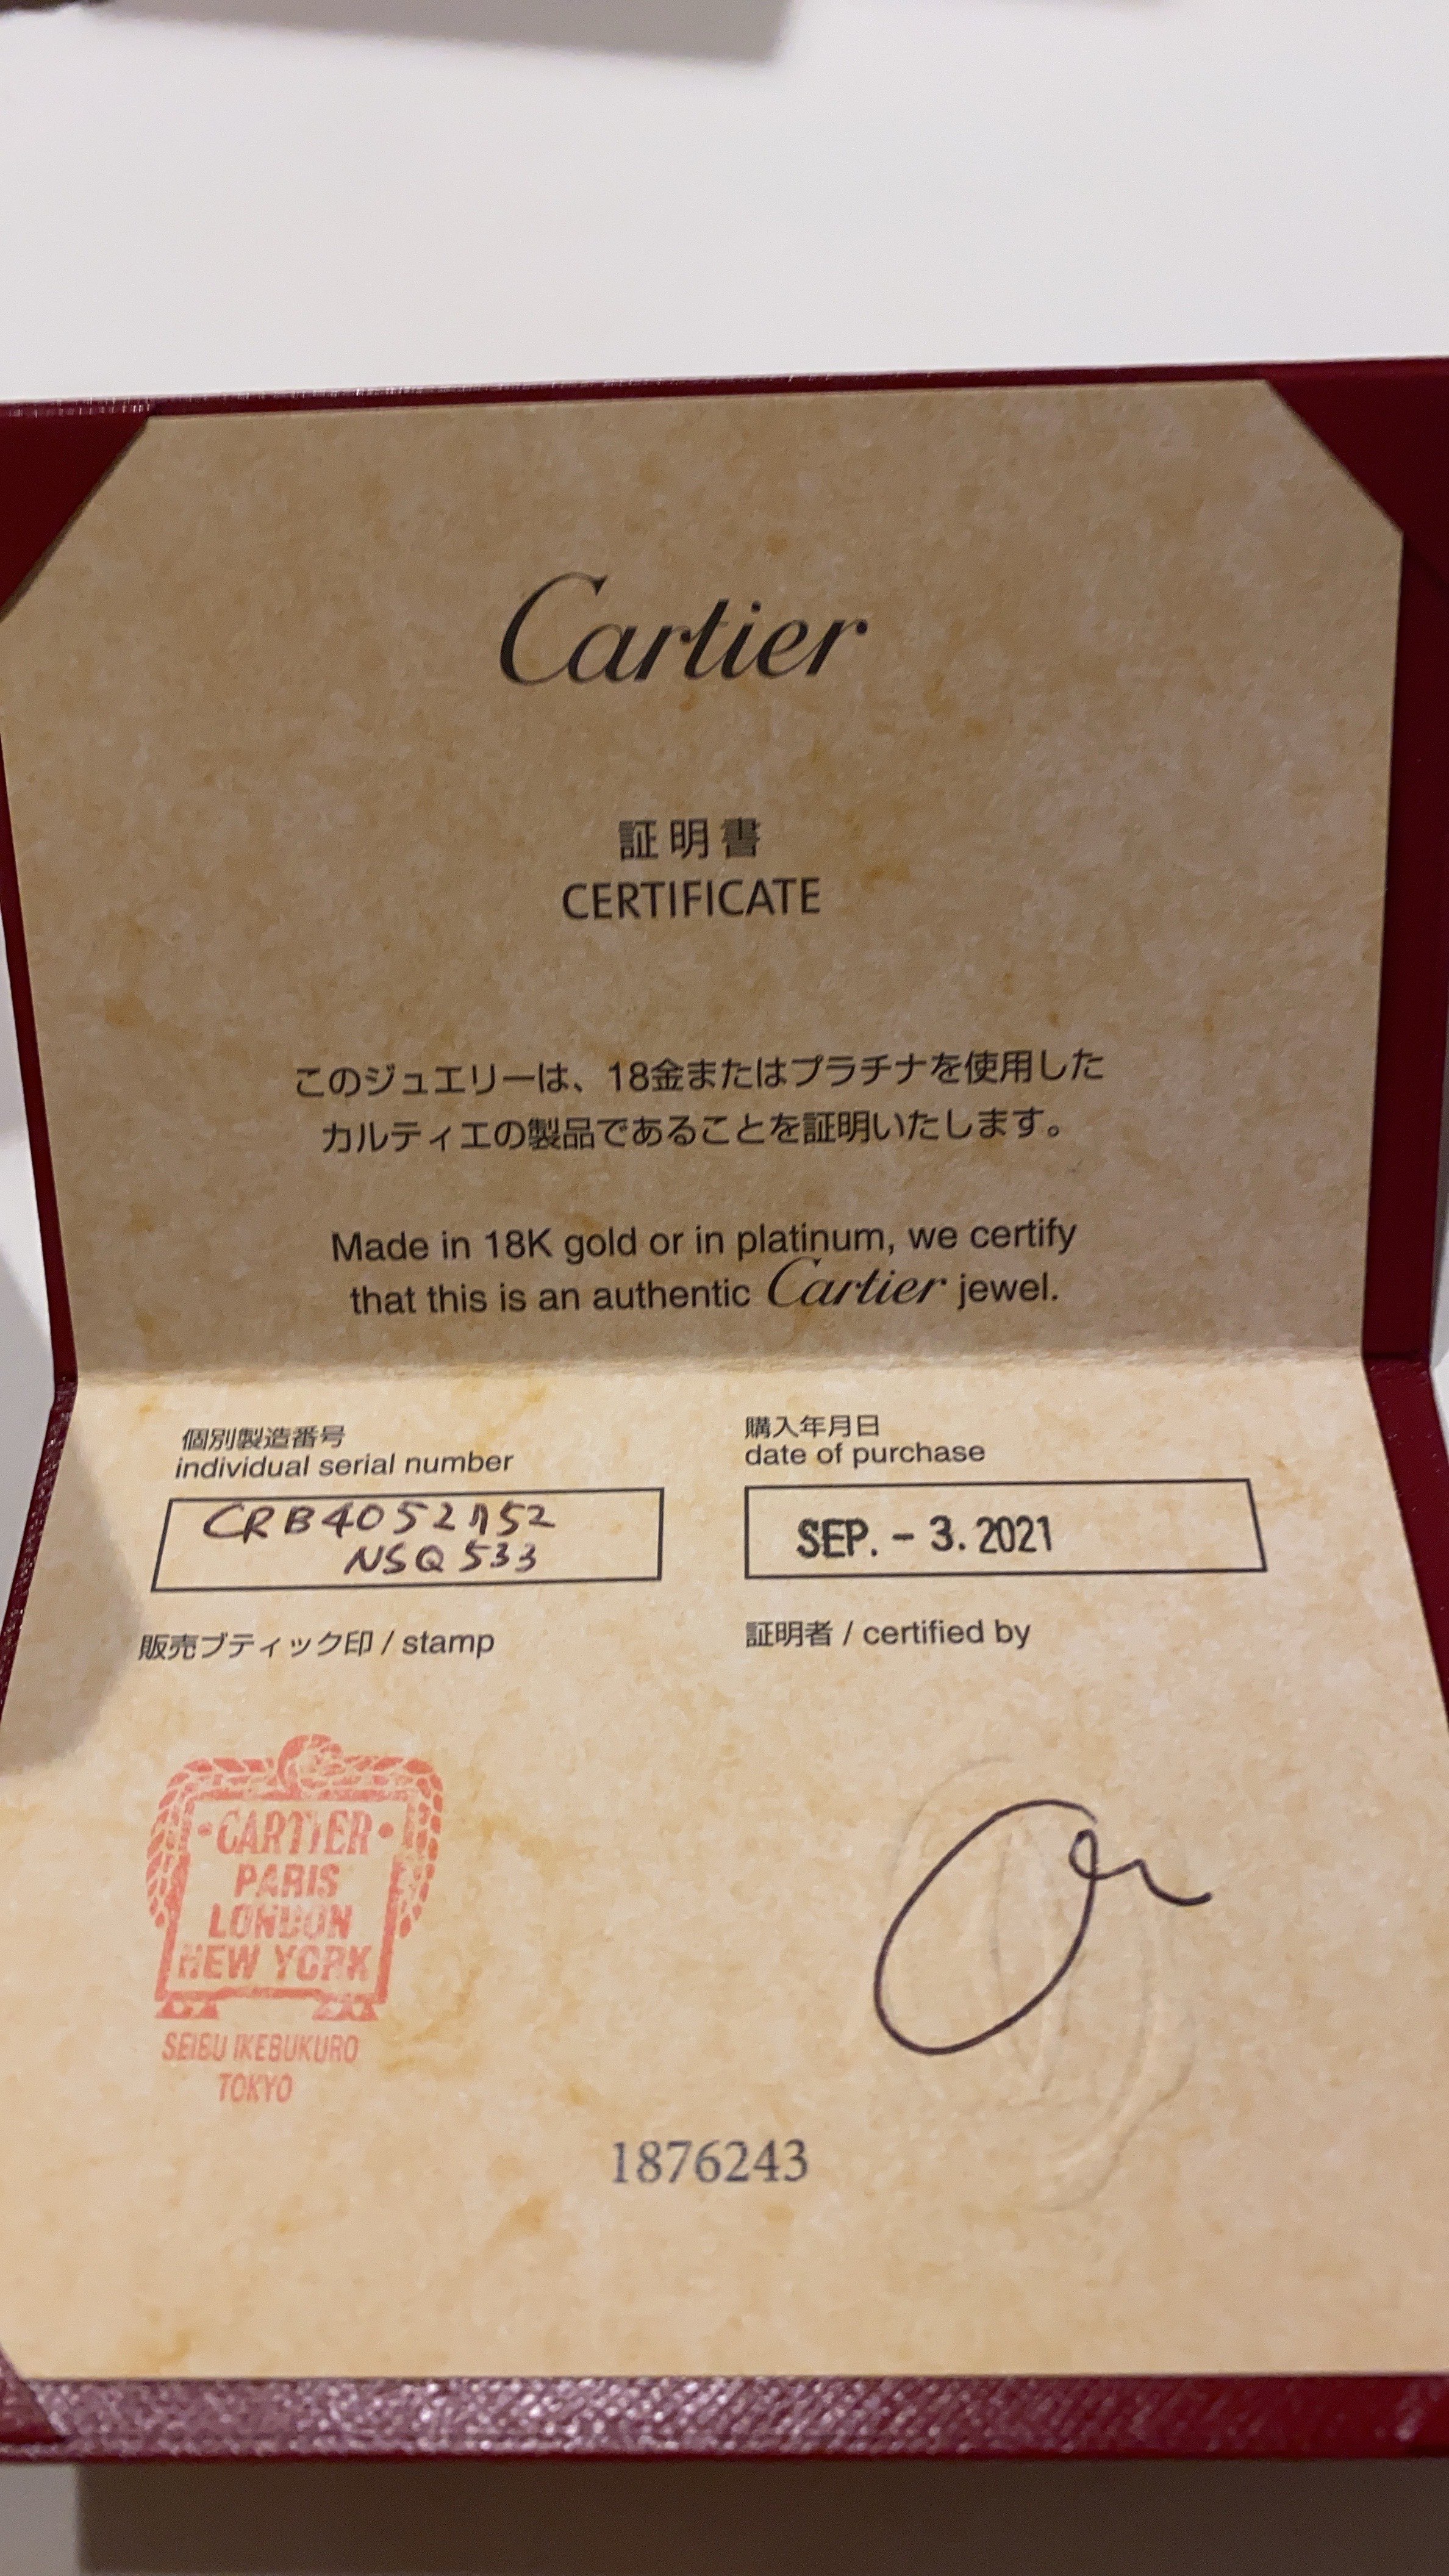 Cartier
証明書
CERTIFICATE
このジュエリーは、18金またはプラチナを使用した
カルティエの製品であることを証明いたします。
Made in 18K gold or in platinum, we certify
that this is an authentic Cartier jewel.
個別製造番号
individual serial number
CRB4052752
NSQ533
購入年月日
date of purchase
SEP. - 3. 2021
販売ブティック印 / stamp
証明者 / certified by
・CARTIER・
PARIS
LONDON
NEW YORK
SEIBU IKEBUKURO
TOKYO
1876243